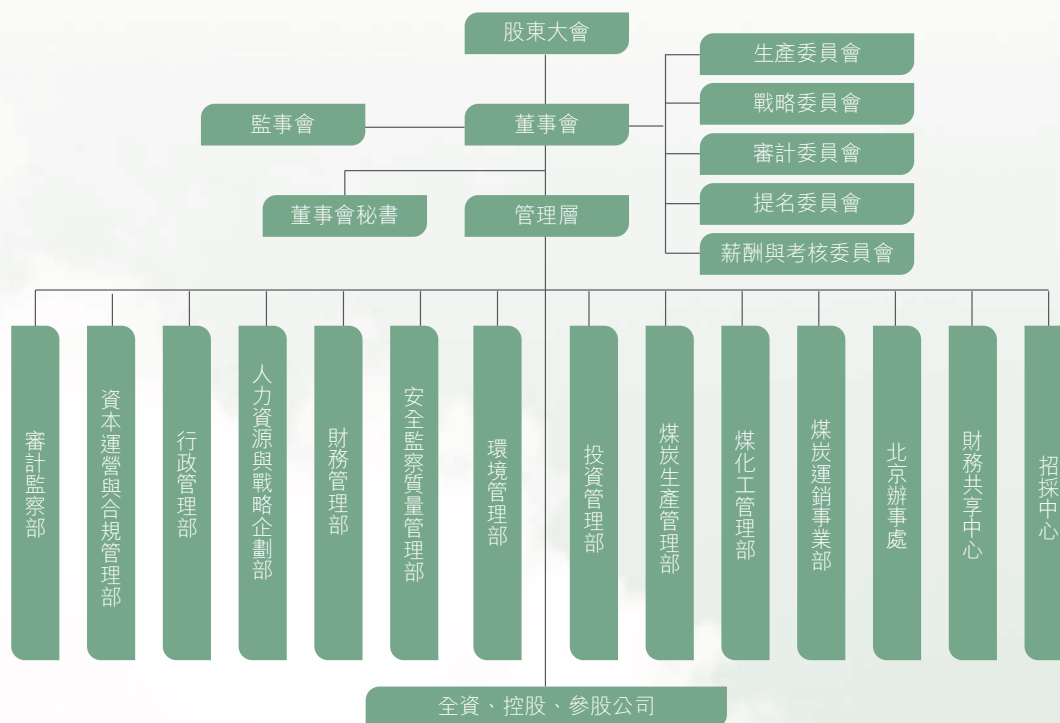 股東大會
生產委員會
戰略委員會
監事會
董事會
審計委員會
提名委員會
董事會秘書
管理層
薪酬與考核委員會
審計監察部
資本運營與合規管理部
行政管理部
人力資源與戰略企劃部
財務管理部
安全監察質量管理部
環境管理部
投資管理部
煤炭生產管理部
煤化工管理部
煤炭運銷事業部
北京辦事處
財務共享中心
招採中心
全資、控股、參股公司